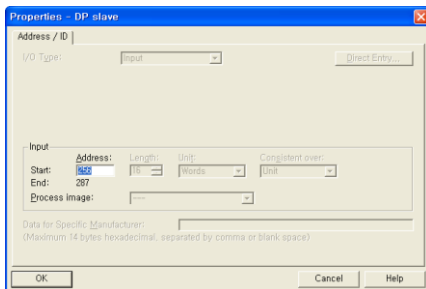 Properties - DP slave
Address / ID
I/O Type: Input Direct Entry...
Input
Address: Length: Unit: Consistent over:
Start: 256 16 Words Unit
End: 287
Process image: ---
Data for Specific Manufacturer:
(Maximum 14 bytes hexadecimal, separated by comma or blank space)
OK Cancel Help